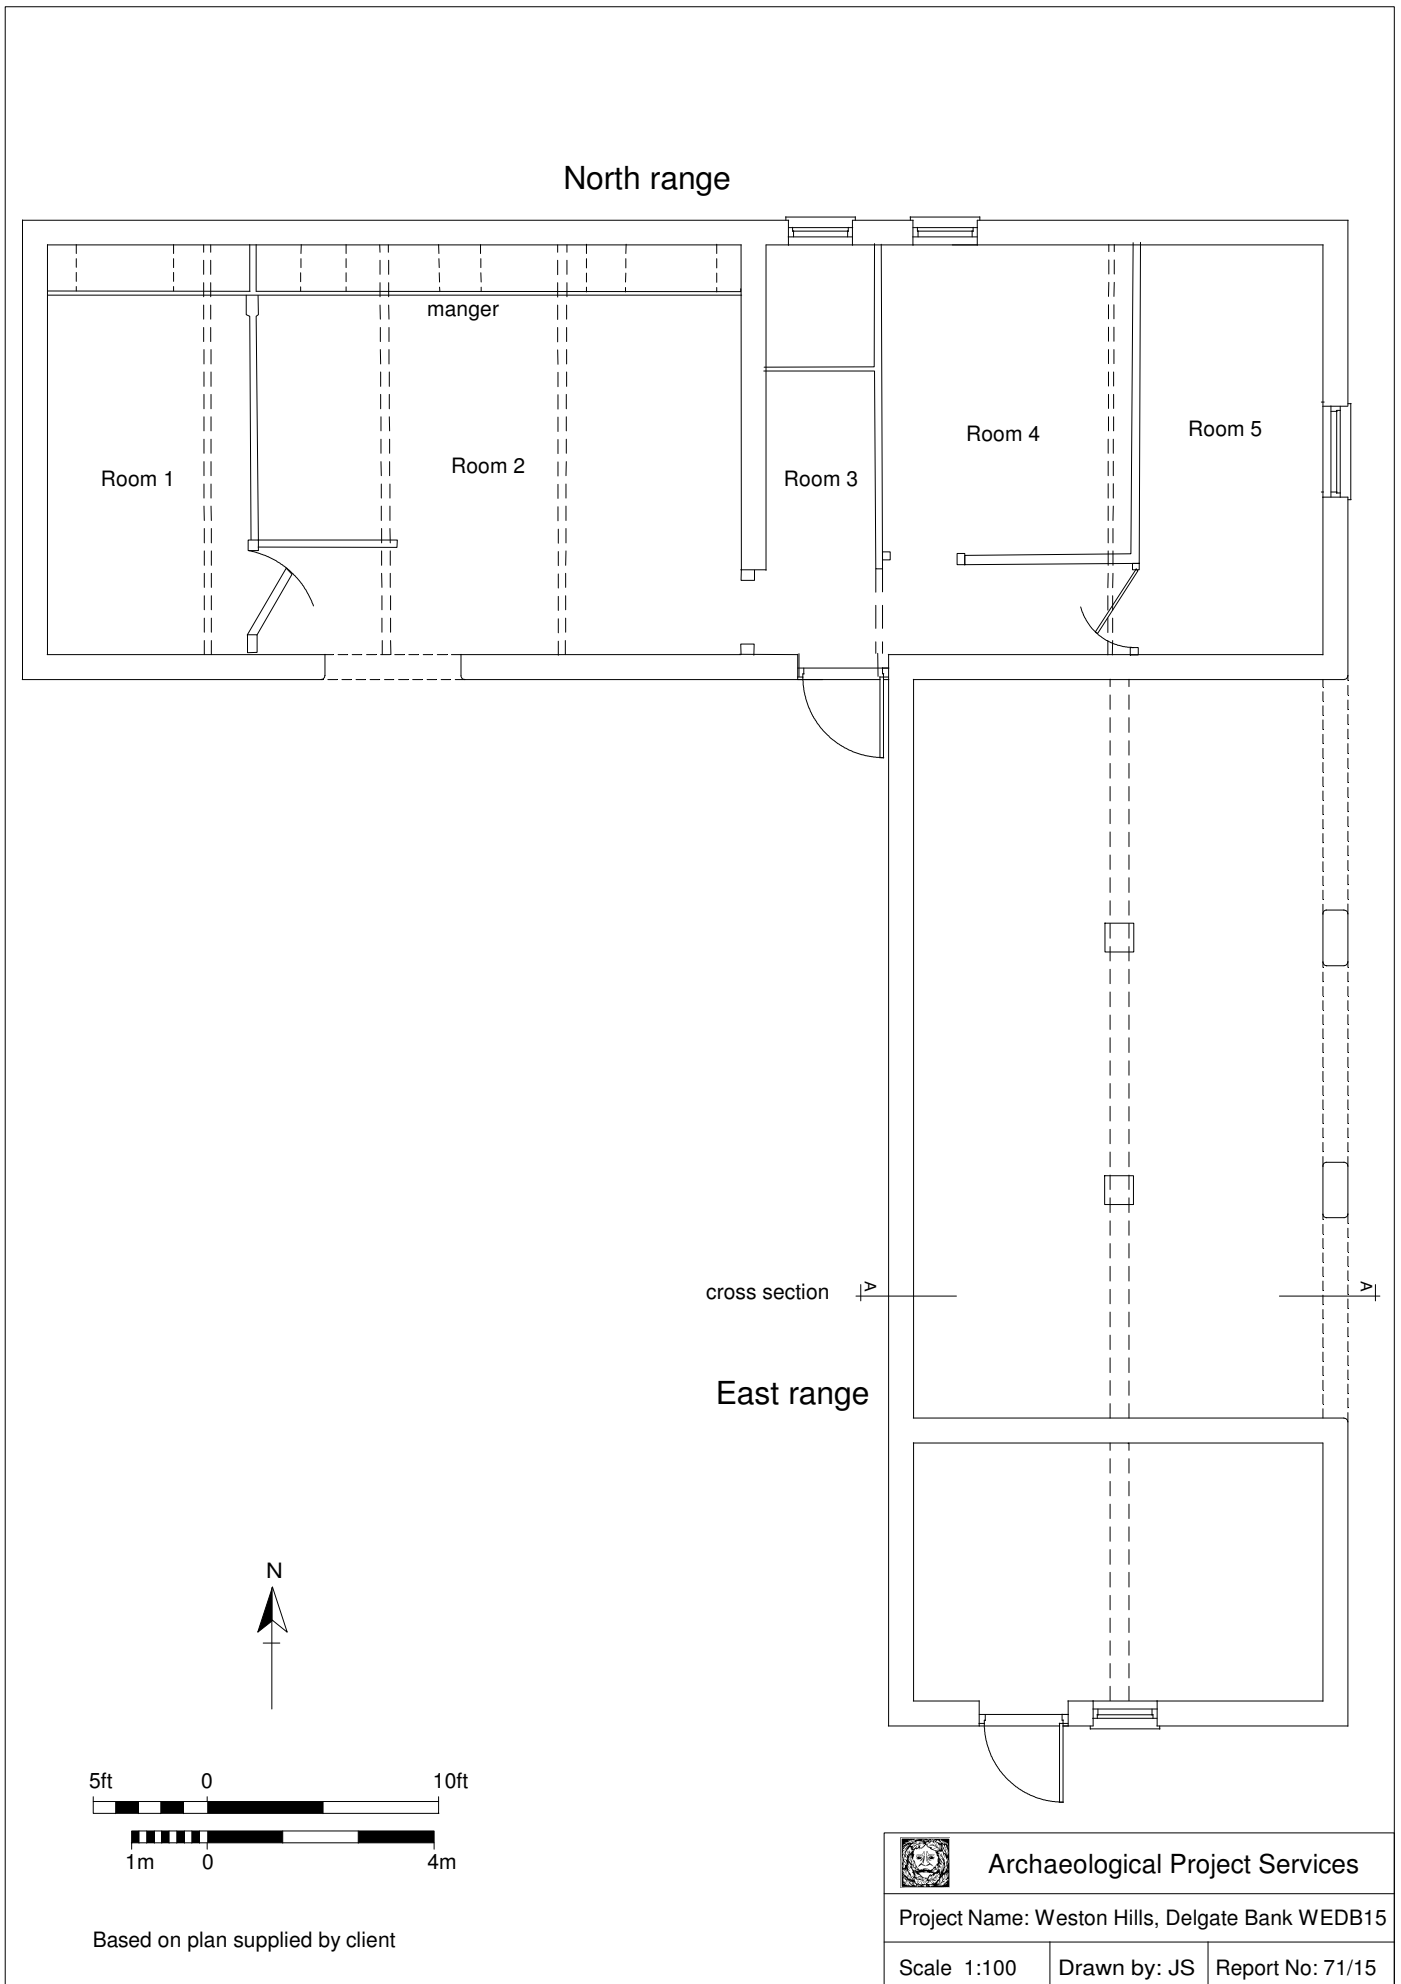 North range
manger
Room 1
Room 2
Room 3
Room 4
Room 5
cross section
A
A
East range
N
5ft 0 10ft
1m 0 4m
Based on plan supplied by client
Archaeological Project Services
Project Name: Weston Hills, Delgate Bank WEDB15
Scale 1:100
Drawn by: JS
Report No: 71/15